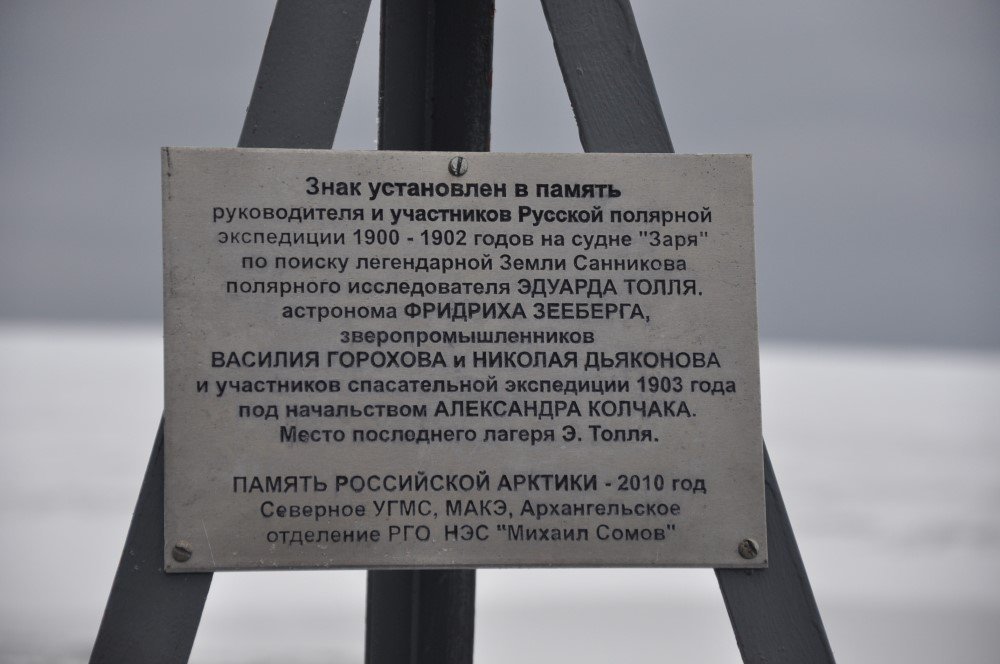 Знак установлен в память
руководителя и участников Русской полярной
экспедиции 1900 - 1902 годов на судне "Заря"
по поиску легендарной Земли Санникова
полярного исследователя ЭДУАРДА ТОЛЛЯ.
астронома ФРИДРИХА ЗЕЕБЕРГА,
зверопромышленников
ВАСИЛИЯ ГОРОХОВА и НИКОЛАЯ ДЬЯКОНОВА
и участников спасательной экспедиции 1903 года
под начальством АЛЕКСАНДРА КОЛЧАКА.
Место последнего лагеря Э. Толля.
ПАМЯТЬ РОССИЙСКОЙ АРКТИКИ - 2010 год
Северное УГМС, МАКЭ, Архангельское
отделение РГО НЭС "Михаил Сомов"